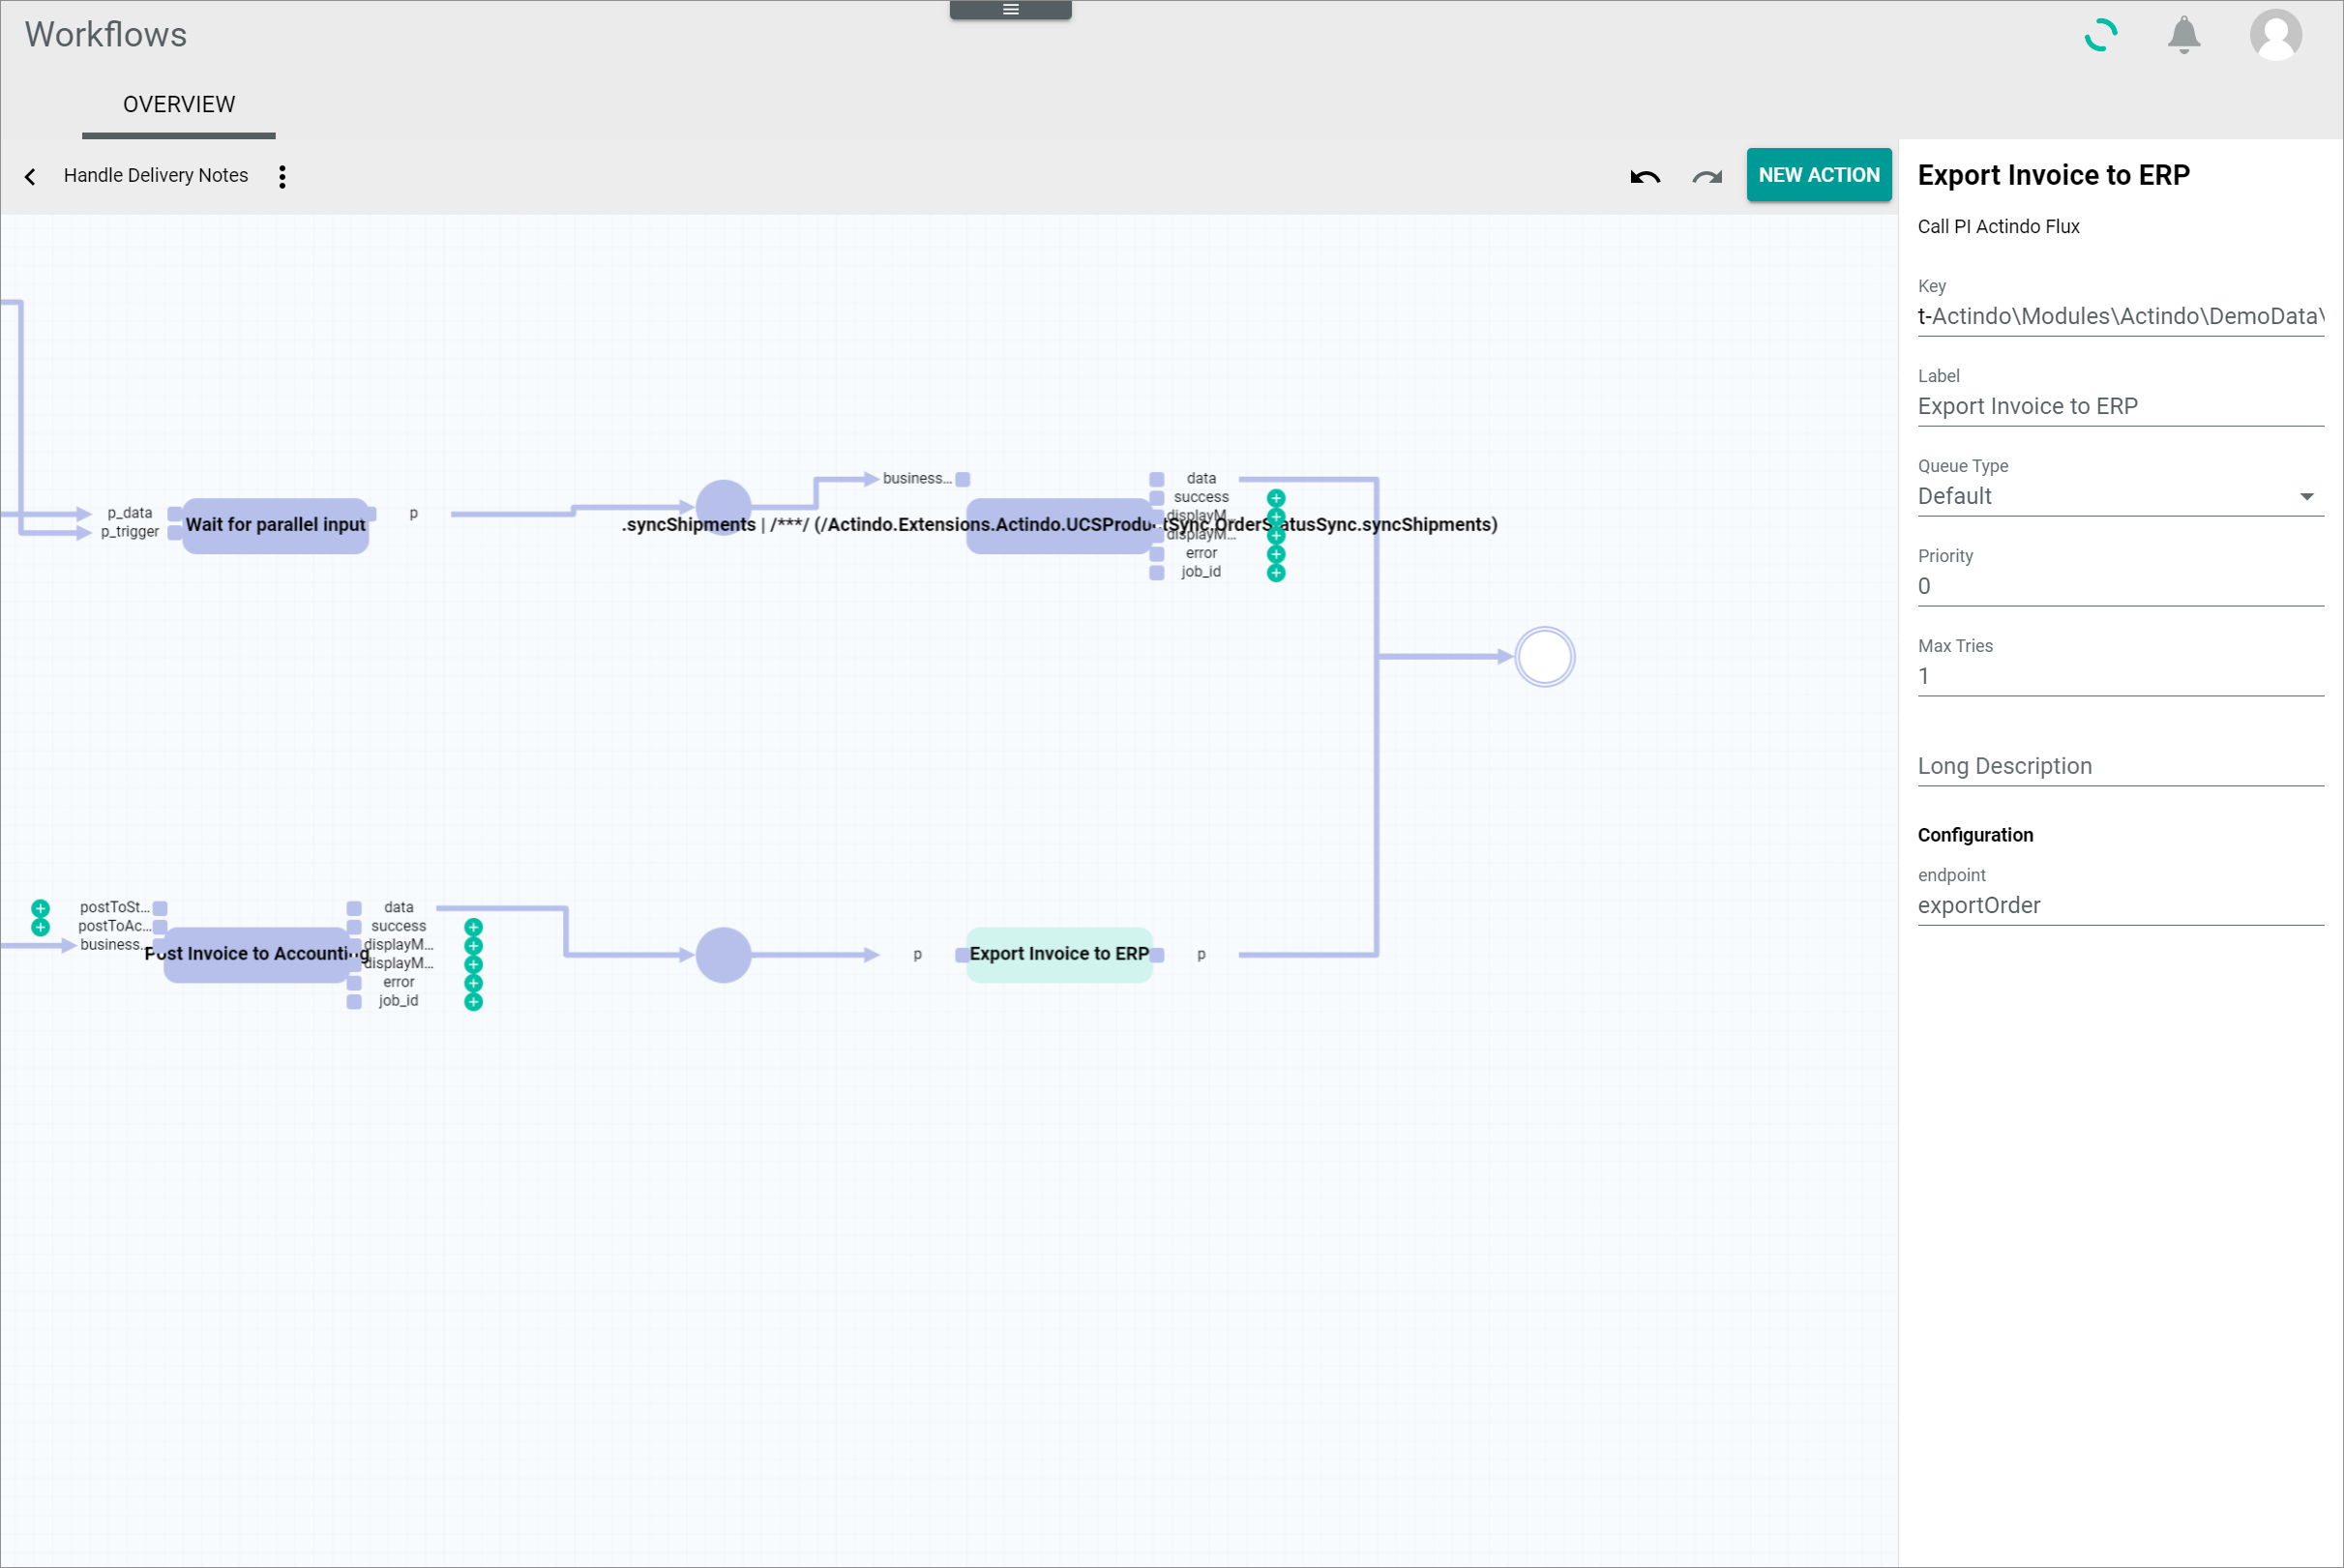 Workflows
OVERVIEW
Handle Delivery Notes
NEW ACTION
p_data
p_trigger
Wait for parallel input
p
business...
.syncShipments | /***/ (/Actindo.Extensions.Actindo.UCSProductSync.OrderStatusSync.syncShipments)
data
success
displayM...
displayM...
error
job_id
postToSt...
postToAc...
business...
Post Invoice to Accounting
data
success
displayM...
displayM...
error
job_id
p
Export Invoice to ERP
p
Export Invoice to ERP
Call PI Actindo Flux
Key
t-Actindo\Modules\Actindo\DemoData\
Label
Export Invoice to ERP
Queue Type
Default
Priority
0
Max Tries
1
Long Description
Configuration
endpoint
exportOrder